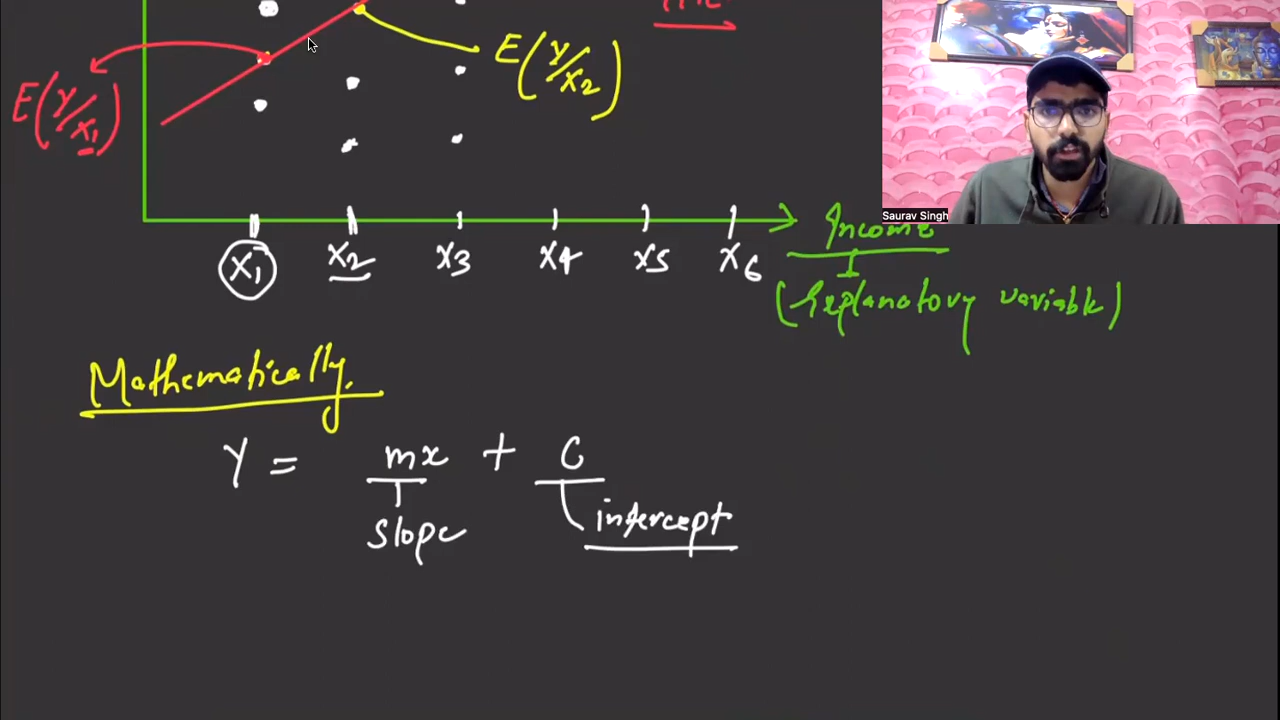 E(Y/X2)
E(Y/X1)
Saurav Singh
Income
X1 X2 X3 X4 X5 X6
(Explanatory variable)
Mathematically.
Y = mx + C
slope
intercept